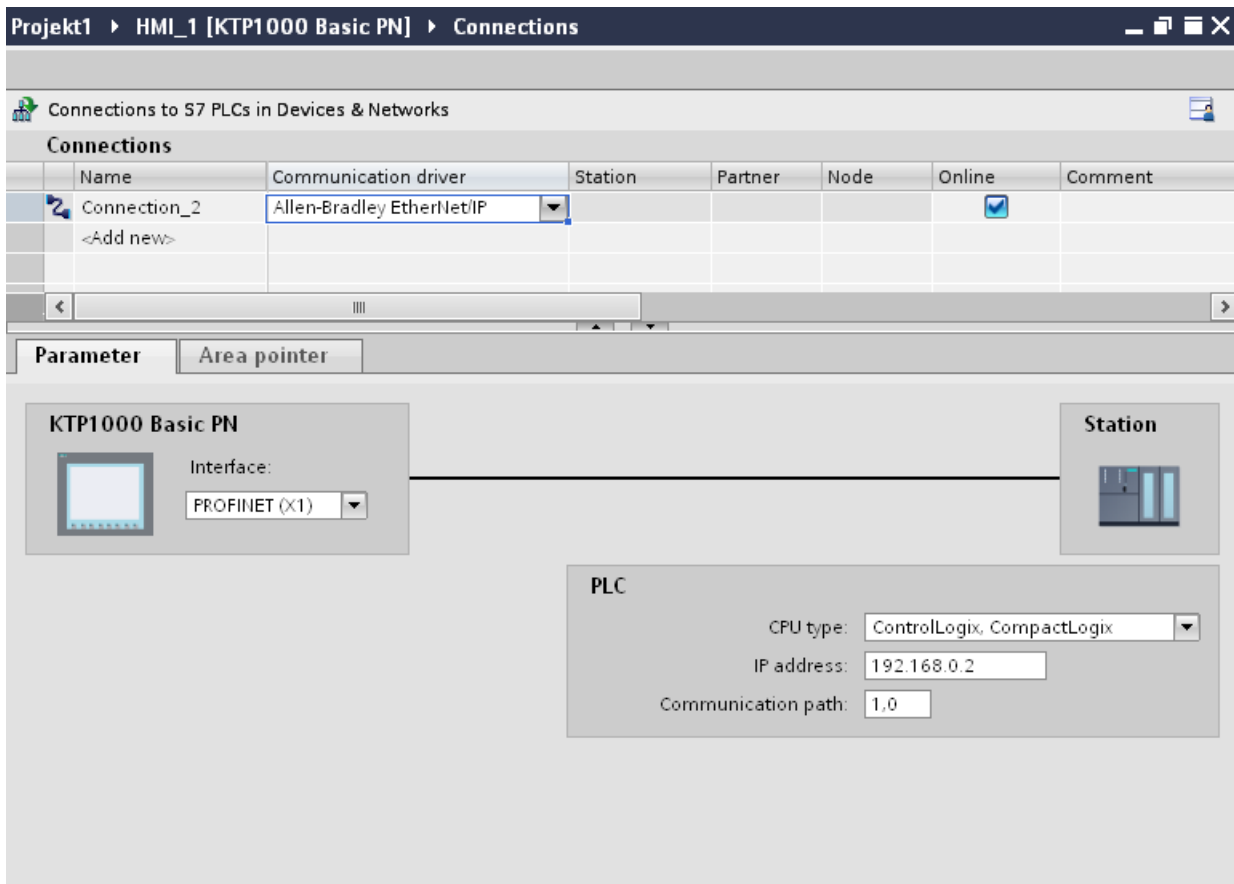 Projekt1 ▸ HMI_1 [KTP1000 Basic PN] ▸ Connections
Connections to S7 PLCs in Devices & Networks
Connections
Name Communication driver Station Partner Node Online Comment
Connection_2 Allen-Bradley EtherNet/IP
<Add new>
Parameter Area pointer
KTP1000 Basic PN
Interface:
PROFINET (X1)
Station
PLC
CPU type: ControlLogix, CompactLogix
IP address: 192.168.0.2
Communication path: 1,0